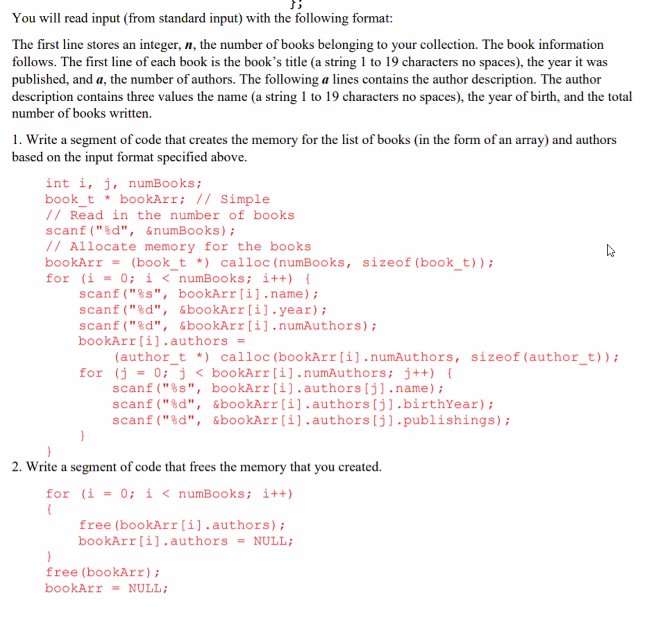 };
You will read input (from standard input) with the following format:
The first line stores an integer, n, the number of books belonging to your collection. The book information
follows. The first line of each book is the book's title (a string 1 to 19 characters no spaces), the year it was
published, and a, the number of authors. The following a lines contains the author description. The author
description contains three values the name (a string 1 to 19 characters no spaces), the year of birth, and the total
number of books written.
1. Write a segment of code that creates the memory for the list of books (in the form of an array) and authors
based on the input format specified above.
int i, j, numBooks;
book_t * bookArr; // Simple
// Read in the number of books
scanf("%d", &numBooks);
// Allocate memory for the books
bookArr = (book_t *) calloc(numBooks, sizeof(book_t));
for (i = 0; i < numBooks; i++) {
scanf("%s", bookArr[i].name);
scanf("%d", &bookArr[i].year);
scanf("%d", &bookArr[i].numAuthors);
bookArr[i].authors =
(author_t *) calloc(bookArr[i].numAuthors, sizeof(author_t));
for (j = 0; j < bookArr[i].numAuthors; j++) {
scanf("%s", bookArr[i].authors[j].name);
scanf("%d", &bookArr[i].authors[j].birthYear);
scanf("%d", &bookArr[i].authors[j].publishings);
}
}
2. Write a segment of code that frees the memory that you created.
for (i = 0; i < numBooks; i++)
{
free(bookArr[i].authors);
bookArr[i].authors = NULL;
}
free(bookArr);
bookArr = NULL;